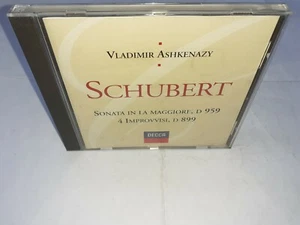 VLADIMIR ASHKENAZY
SCHUBERT
SONATA IN LA MAGGIORE, D 959
4 IMPROVVISI, D 899
DECCA